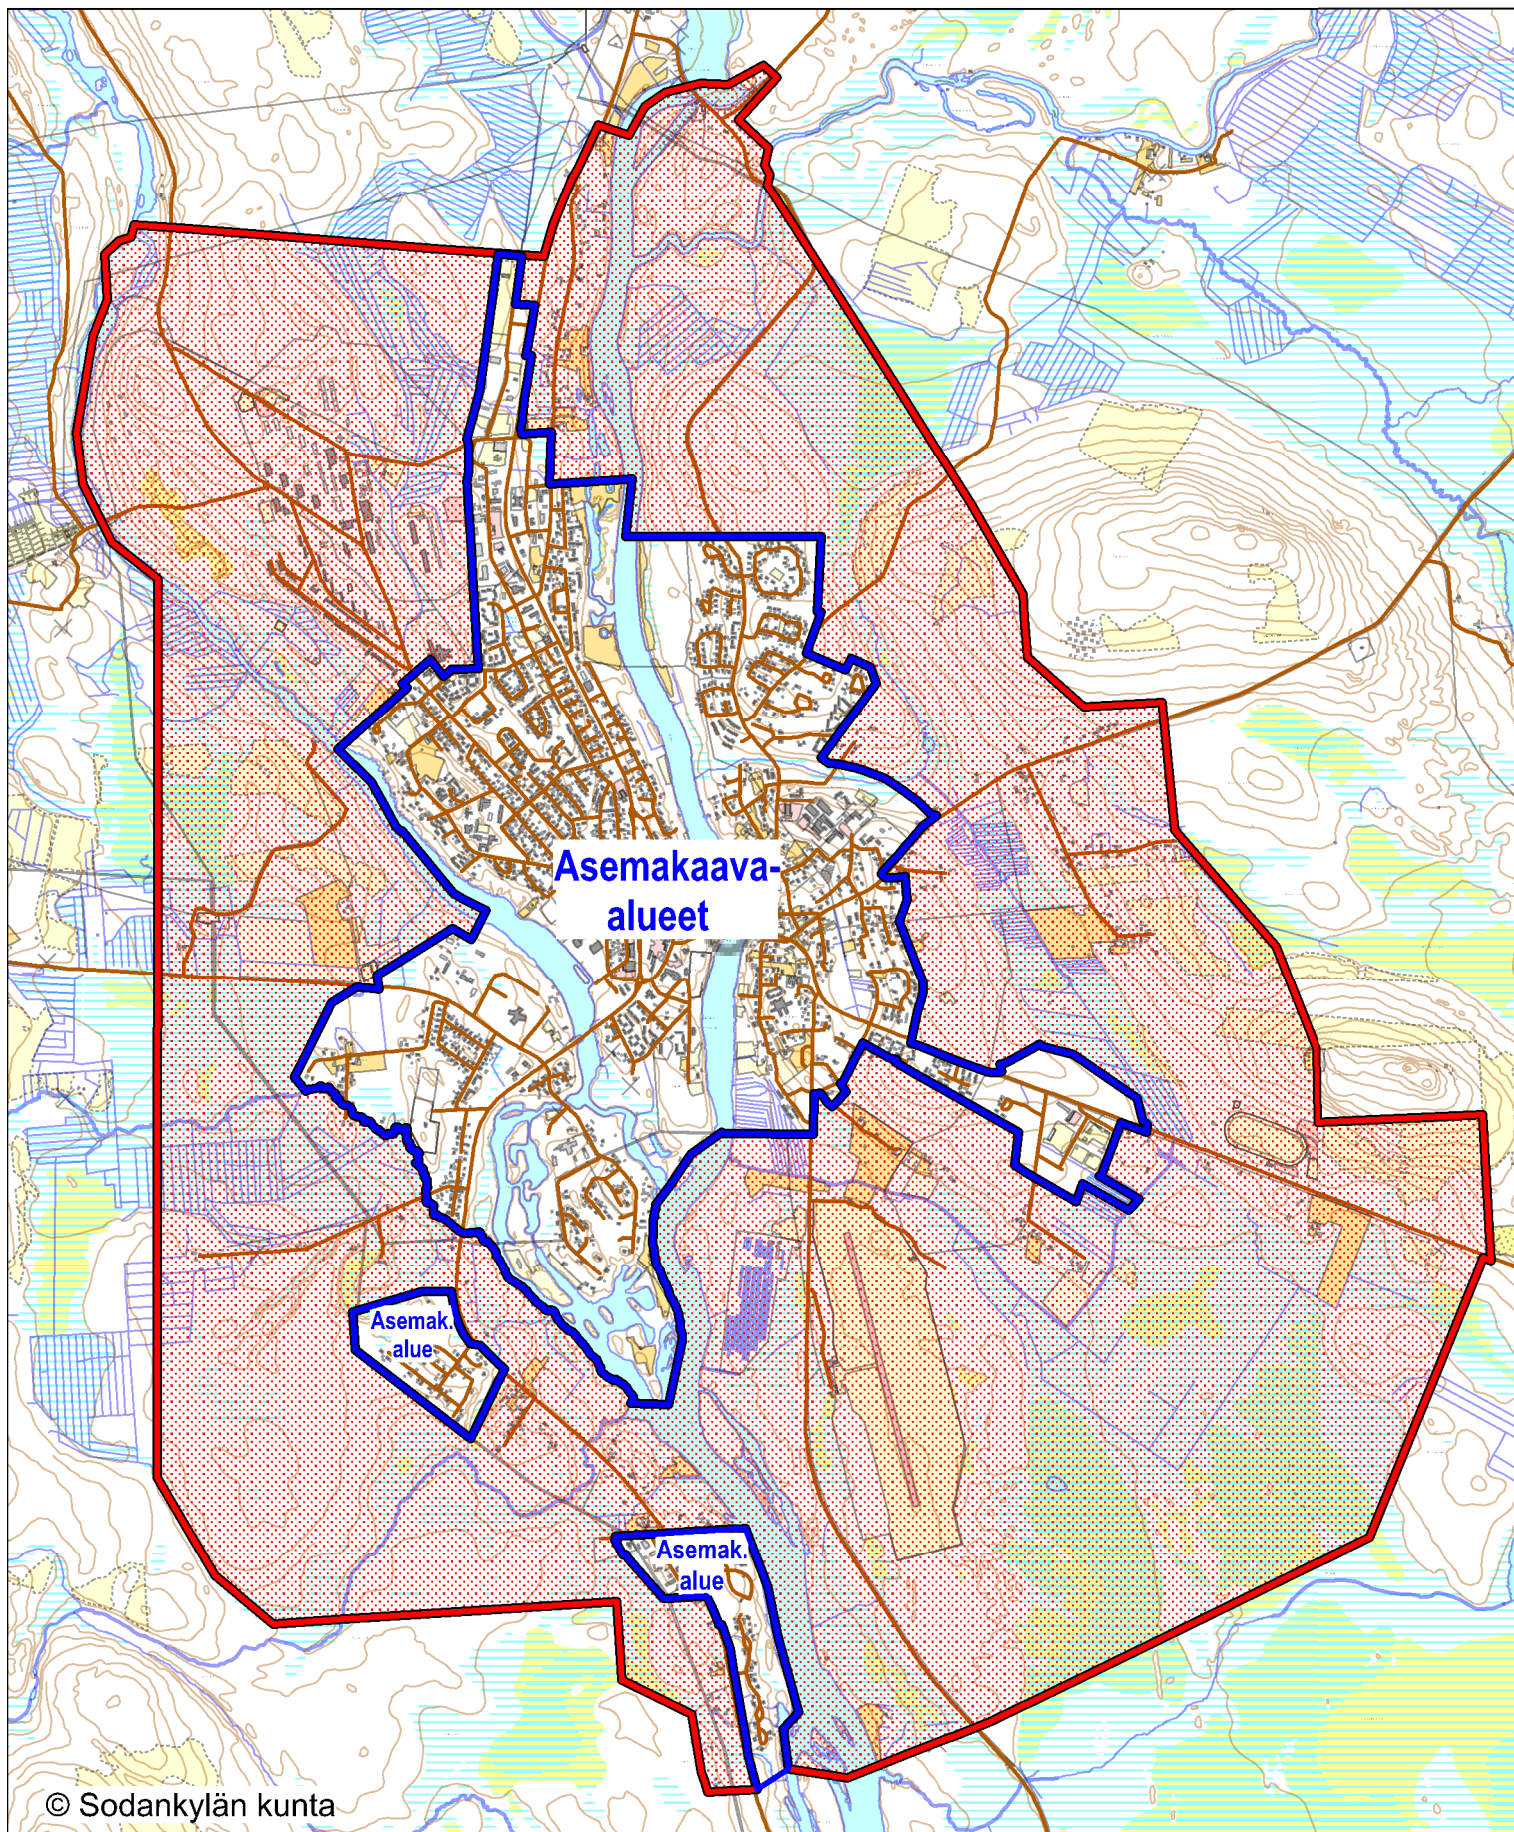 Asemakaava-
alueet
Asemak.
alue
Asemak.
alue
© Sodankylän kunta